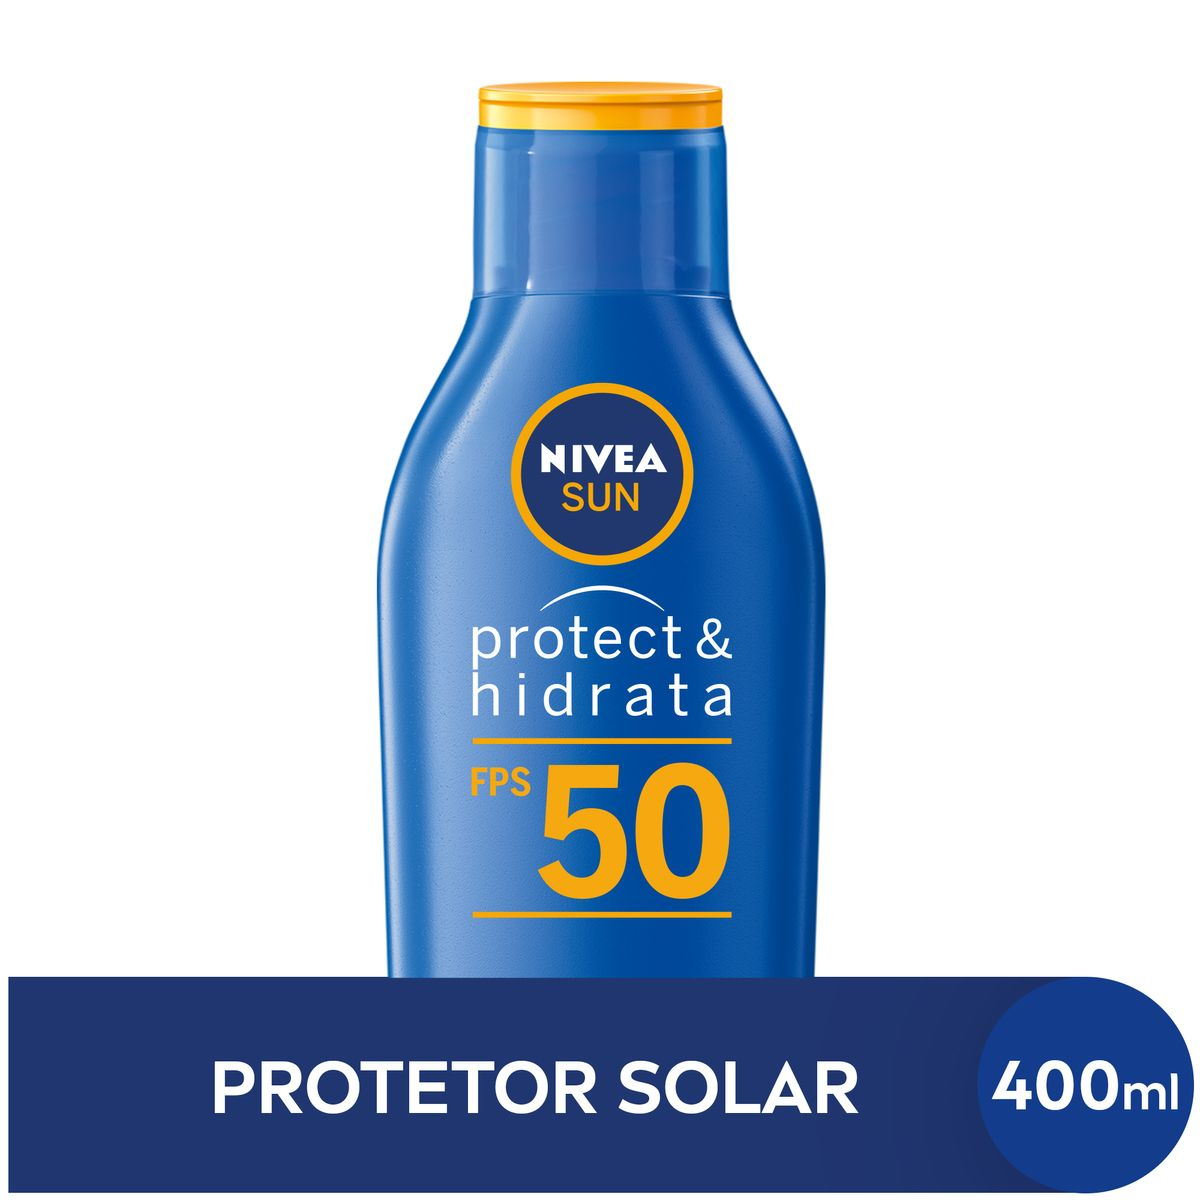 NIVEA
SUN
protect &
hidrata
FPS 50
PROTETOR SOLAR
400ml